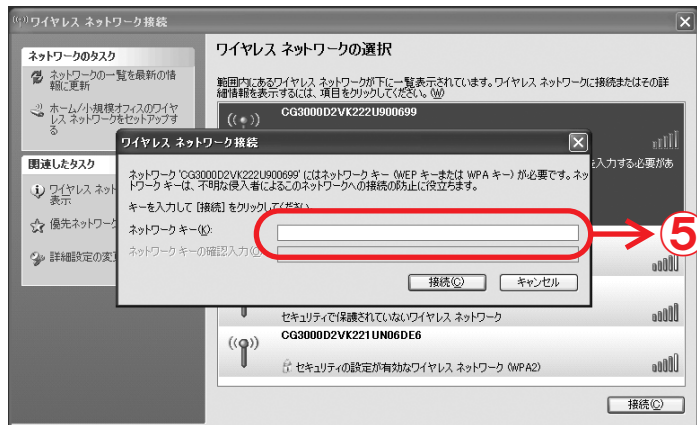 ワイヤレス ネットワーク接続
ネットワークのタスク
ネットワークの一覧を最新の情
報に更新
ホーム/小規模オフィスのワイヤ
レス ネットワークをセットアップす
る
関連したタスク
ワイヤレス ネット
表示
優先ネットワーク
詳細設定の変
ワイヤレス ネットワークの選択
範囲内にあるワイヤレス ネットワークが下に一覧表示されています。ワイヤレス ネットワークに接続またはその詳
細情報を表示するには、項目をクリックしてください。(W)
CG3000D2VK222U900699
を入力する必要があ
ワイヤレス ネットワーク接続
ネットワーク 'CG3000D2VK222U900699' にはネットワーク キー (WEP キーまたは WPA キー) が必要です。ネッ
トワーク キーは、不明な侵入者によるこのネットワークへの接続の防止に役立ちます。
キーを入力して [接続] をクリックしてください。
ネットワーク キー(K):
ネットワーク キーの確認入力(O):
接続(C)
キャンセル
⑤
セキュリティで保護されていないワイヤレス ネットワーク
CG3000D2VK221UN06DE6
セキュリティの設定が有効なワイヤレス ネットワーク (WPA2)
接続(C)